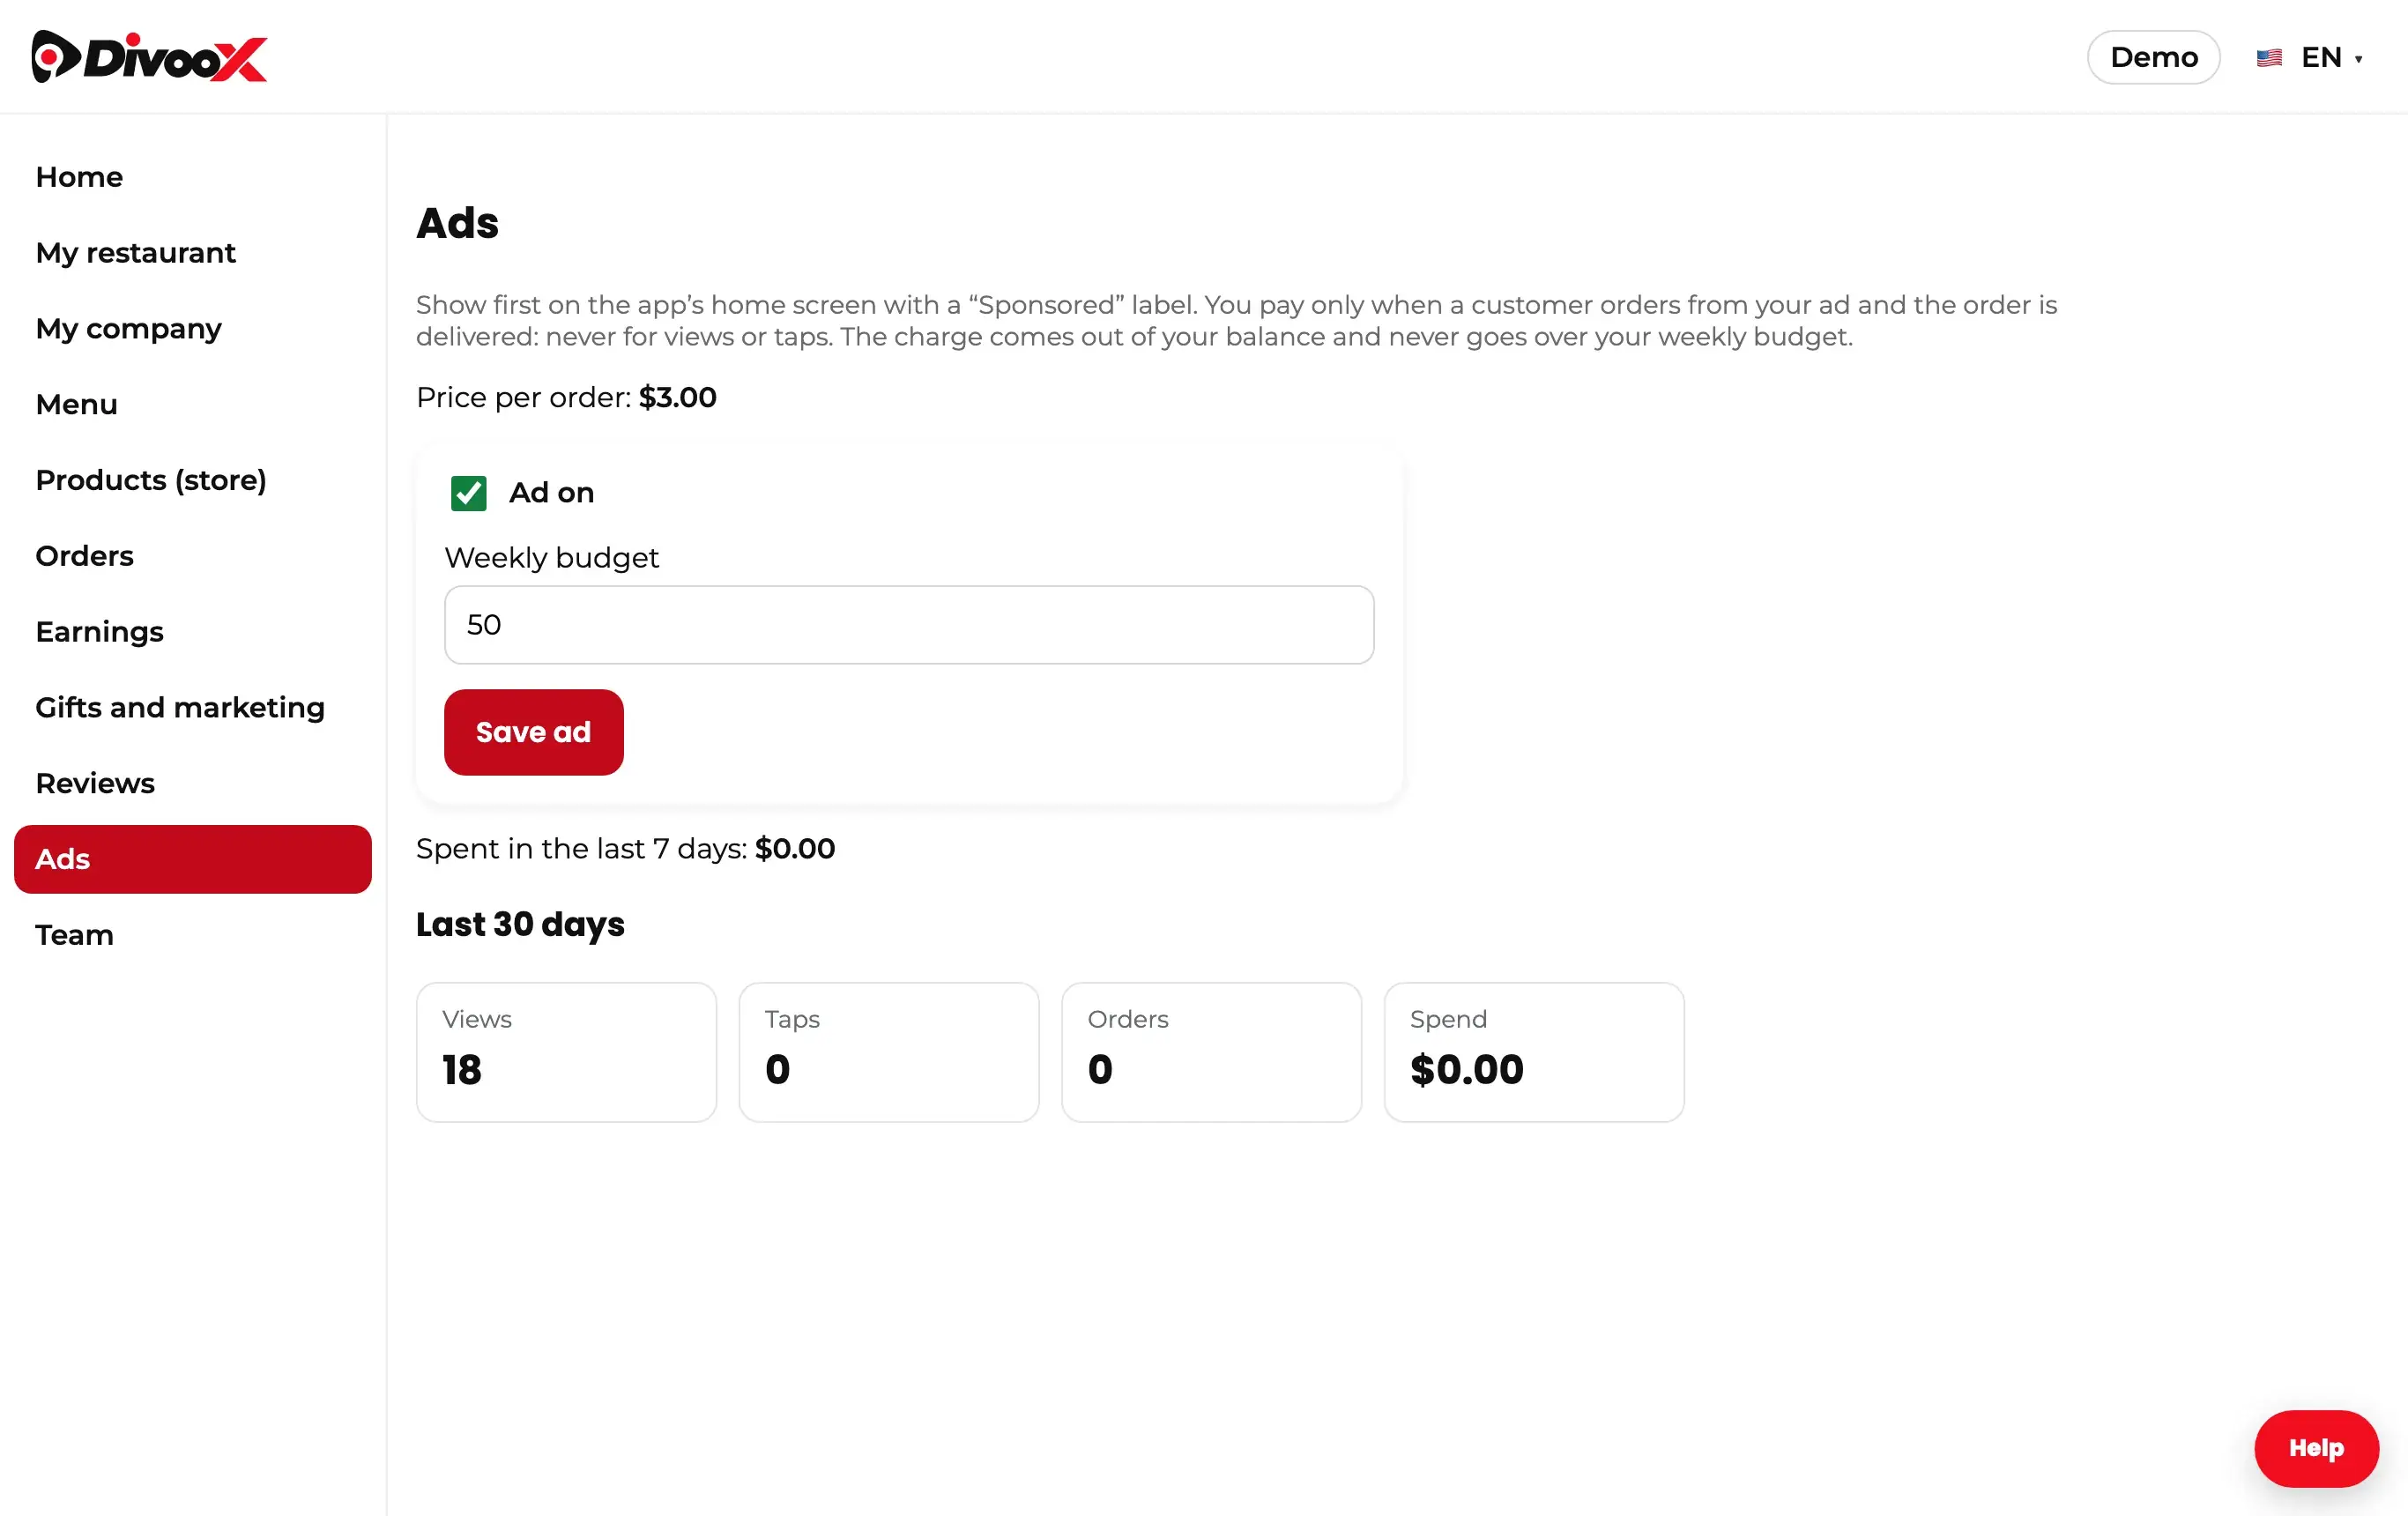 DivooX
Demo
EN
Home
My restaurant
My company
Menu
Products (store)
Orders
Earnings
Gifts and marketing
Reviews
Ads
Team
Ads
Show first on the app’s home screen with a “Sponsored” label. You pay only when a customer orders from your ad and the order is
delivered: never for views or taps. The charge comes out of your balance and never goes over your weekly budget.
Price per order: $3.00
Ad on
Weekly budget
50
Save ad
Spent in the last 7 days: $0.00
Last 30 days
Views
18
Taps
0
Orders
0
Spend
$0.00
Help